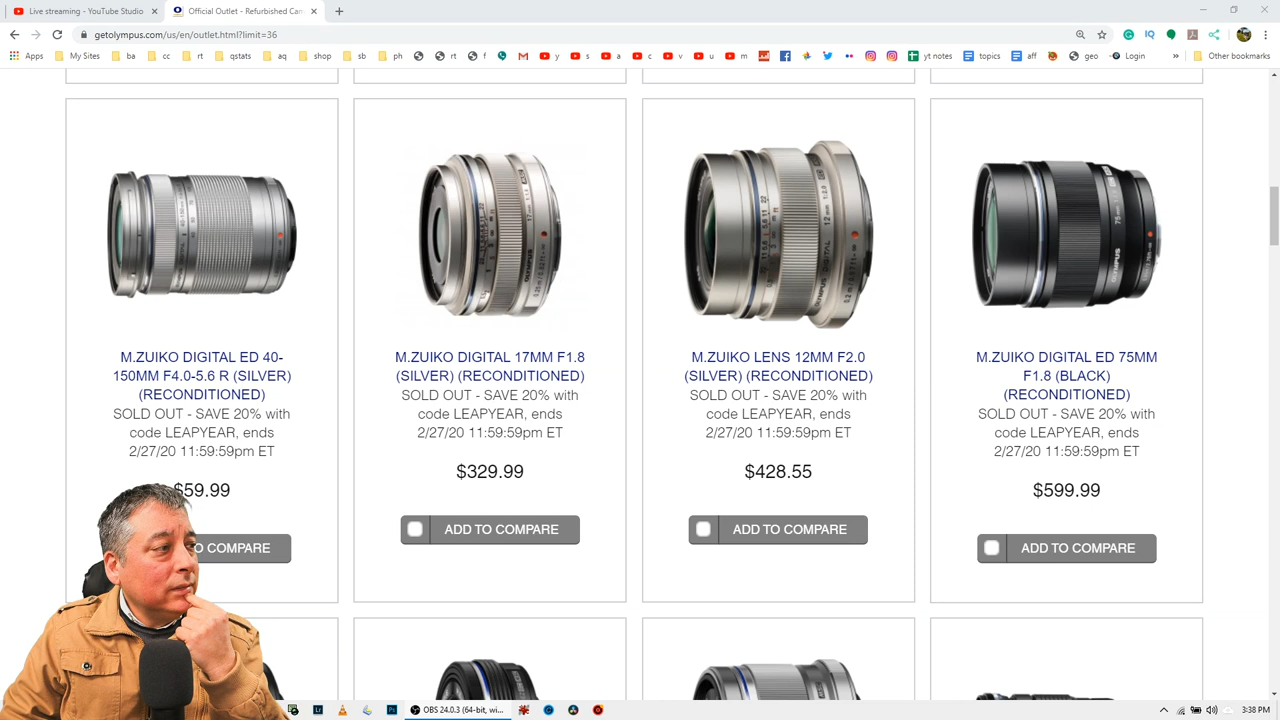 Live streaming - YouTube Studio
Official Outlet - Refurbished Cam
getolympus.com/us/en/outlet.html?limit=36
Apps My Sites ba cc rt qstats aq shop sb ph rt f M y s a c v u m yt notes topics aff geo Login » Other bookmarks
M.ZUIKO DIGITAL ED 40-
150MM F4.0-5.6 R (SILVER)
(RECONDITIONED)
SOLD OUT - SAVE 20% with
code LEAPYEAR, ends
2/27/20 11:59:59pm ET
$59.99
O COMPARE
M.ZUIKO DIGITAL 17MM F1.8
(SILVER) (RECONDITIONED)
SOLD OUT - SAVE 20% with
code LEAPYEAR, ends
2/27/20 11:59:59pm ET
$329.99
ADD TO COMPARE
M.ZUIKO LENS 12MM F2.0
(SILVER) (RECONDITIONED)
SOLD OUT - SAVE 20% with
code LEAPYEAR, ends
2/27/20 11:59:59pm ET
$428.55
ADD TO COMPARE
M.ZUIKO DIGITAL ED 75MM
F1.8 (BLACK)
(RECONDITIONED)
SOLD OUT - SAVE 20% with
code LEAPYEAR, ends
2/27/20 11:59:59pm ET
$599.99
ADD TO COMPARE
OBS 24.0.3 (64-bit, wi...
3:38 PM